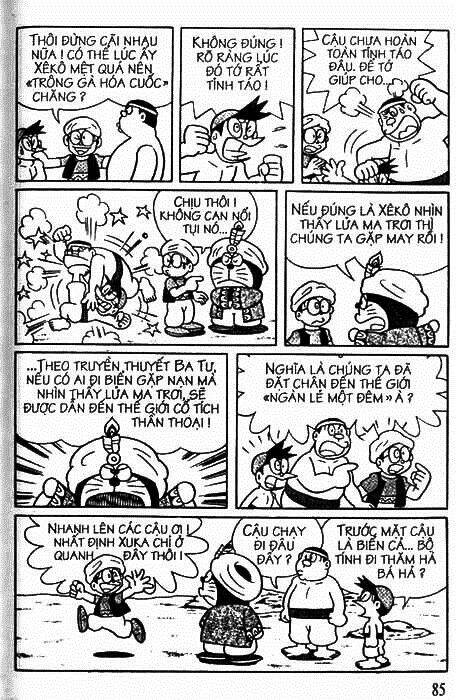 THÔI ĐỪNG CÃI NHAU
NỮA ! CÓ THỂ LÚC ẤY
XÊKÔ MỆT QUÁ NÊN
«TRÔNG GÀ HÓA CUỐC»
CHĂNG ?
KHÔNG ĐÚNG !
RÕ RÀNG LÚC
ĐÓ TỚ RẤT
TỈNH TÁO !
CẬU CHƯA HOÀN
TOÀN TỈNH TÁO
ĐÂU. ĐỂ TỚ
GIÚP CHO...
CHỊU THÔI !
KHÔNG CAN NỔI
TỤI NÓ...
NẾU ĐÚNG LÀ XÊKÔ NHÌN
THẤY LỬA MA TRƠI THÌ
CHÚNG TA GẶP MAY RỒI !
...THEO TRUYỀN THUYẾT BA TƯ,
NẾU CÓ AI ĐI BIỂN GẶP NẠN MÀ
NHÌN THẤY LỬA MA TRƠI, SẼ
ĐƯỢC DẪN ĐẾN THẾ GIỚI CỔ TÍCH
THẦN THOẠI !
NGHĨA LÀ CHÚNG TA ĐÃ
ĐẶT CHÂN ĐẾN THẾ GIỚI
«NGÀN LẺ MỘT ĐÊM» À ?
NHANH LÊN CÁC CẬU ƠI !
NHẤT ĐỊNH XUKA CHỈ Ở
QUANH ĐÂY THÔI !
CẬU CHẠY
ĐI ĐÂU
ĐẤY ?
TRƯỚC MẶT CẬU
LÀ BIỂN CẢ... BỘ
TÍNH ĐI THĂM HÀ
BÁ HẢ ?
85